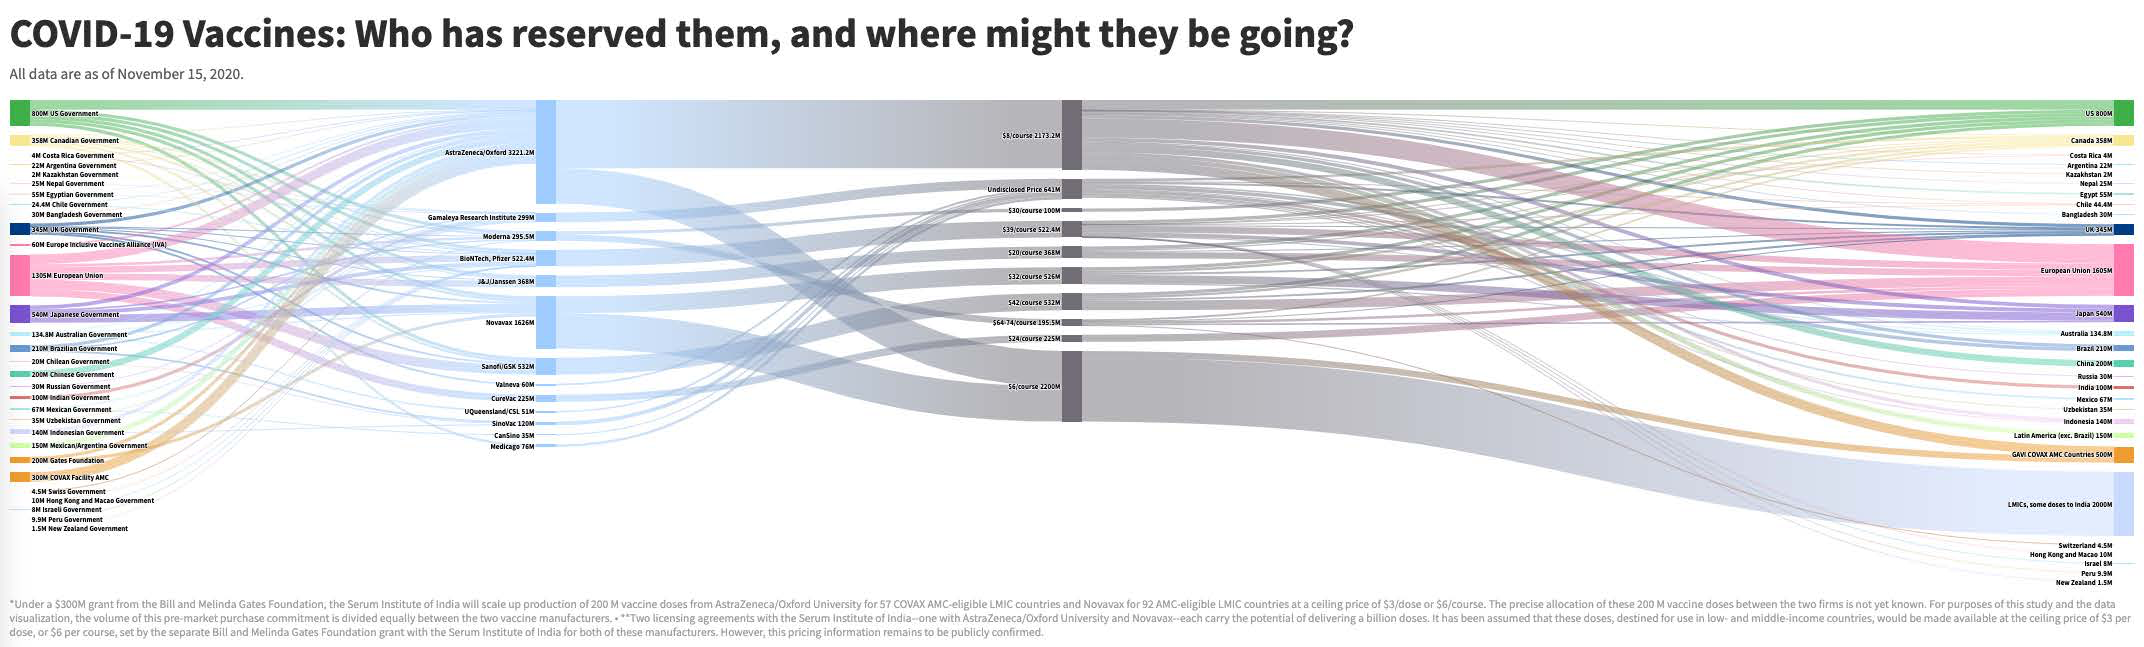 COVID-19 Vaccines: Who has reserved them, and where might they be going?
All data are as of November 15, 2020.
800M US Government
358M Canadian Government
4M Costa Rica Government
22M Argentina Government
2M Kazakhstan Government
25M Nepal Government
55M Egyptian Government
24.4M Chile Government
30M Bangladesh Government
345M UK Government
60M Europe Inclusive Vaccines Alliance (IVA)
1305M European Union
540M Japanese Government
134.8M Australian Government
210M Brazilian Government
20M Chilean Government
200M Chinese Government
30M Russian Government
100M Indian Government
67M Mexican Government
35M Uzbekistan Government
140M Indonesian Government
150M Mexican/Argentina Government
200M Gates Foundation
300M COVAX Facility AMC
4.5M Swiss Government
10M Hong Kong and Macao Government
8M Israeli Government
9.9M Peru Government
1.5M New Zealand Government
AstraZeneca/Oxford 3221.2M
Gamaleya Research Institute 299M
Moderna 295.5M
BioNTech, Pfizer 522.4M
J&J/Janssen 368M
Novavax 1626M
Sanofi/GSK 532M
Valneva 60M
CureVac 225M
UQueensland/CSL 51M
SinoVac 120M
CanSino 35M
Medicago 76M
$8/course 2173.2M
Undisclosed Price 641M
$30/course 100M
$39/course 522.4M
$20/course 368M
$32/course 526M
$42/course 532M
$64-74/course 195.5M
$24/course 225M
$6/course 2200M
US 800M
Canada 358M
Costa Rica 4M
Argentina 22M
Kazakhstan 2M
Nepal 25M
Egypt 55M
Chile 44.4M
Bangladesh 30M
UK 345M
European Union 1605M
Japan 540M
Australia 134.8M
Brazil 210M
China 200M
Russia 30M
India 100M
Mexico 67M
Uzbekistan 35M
Indonesia 140M
Latin America (exc. Brazil) 150M
GAVI COVAX AMC Countries 500M
LMICs, some doses to India 2000M
Switzerland 4.5M
Hong Kong and Macao 10M
Israel 8M
Peru 9.9M
New Zealand 1.5M
*Under a $300M grant from the Bill and Melinda Gates Foundation, the Serum Institute of India will scale up production of 200 M vaccine doses from AstraZeneca/Oxford University for 57 COVAX AMC-eligible LMIC countries and Novavax for 92 AMC-eligible LMIC countries at a ceiling price of $3/dose or $6/course. The precise allocation of these 200 M vaccine doses between the two firms is not yet known. For purposes of this study and the data
visualization, the volume of this pre-market purchase commitment is divided equally between the two vaccine manufacturers. • **Two licensing agreements with the Serum Institute of India--one with AstraZeneca/Oxford University and Novavax--each carry the potential of delivering a billion doses. It has been assumed that these doses, destined for use in low- and middle-income countries, would be made available at the ceiling price of $3 per
dose, or $6 per course, set by the separate Bill and Melinda Gates Foundation grant with the Serum Institute of India for both of these manufacturers. However, this pricing information remains to be publicly confirmed.